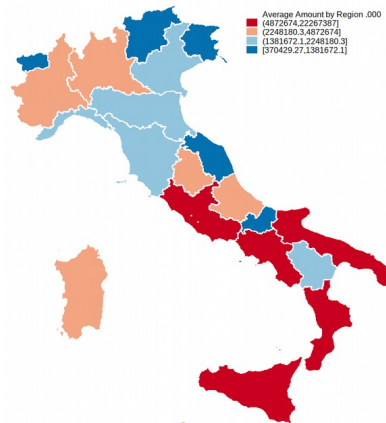 Average Amount by Region .000
(4872674,22267387]
(2248180.3,4872674]
(1381672.1,2248180.3]
[370429.27,1381672.1]